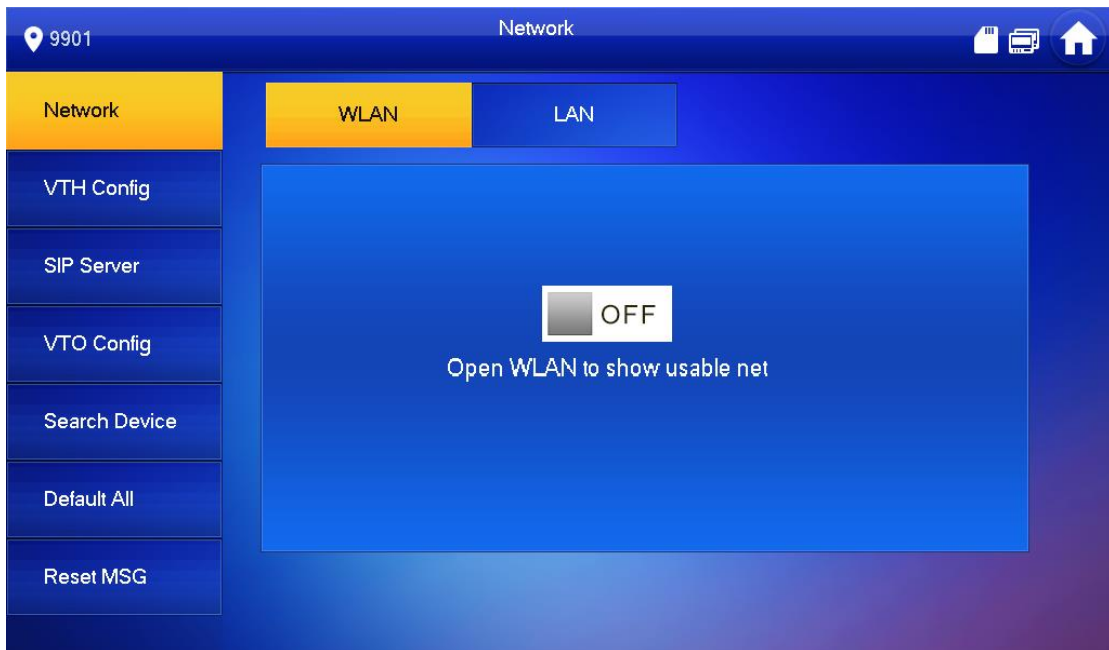 9901
Network
Network
WLAN
LAN
VTH Config
SIP Server
VTO Config
Search Device
Default All
Reset MSG
OFF
Open WLAN to show usable net